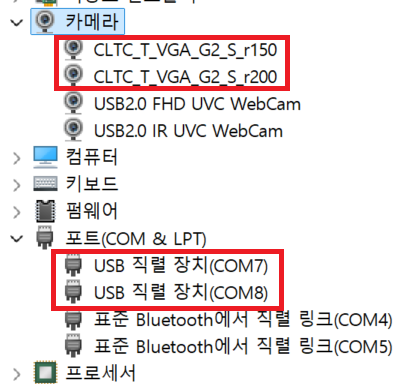 카메라
CLTC_T_VGA_G2_S_r150
CLTC_T_VGA_G2_S_r200
USB2.0 FHD UVC WebCam
USB2.0 IR UVC WebCam
컴퓨터
키보드
펌웨어
포트(COM & LPT)
USB 직렬 장치(COM7)
USB 직렬 장치(COM8)
표준 Bluetooth에서 직렬 링크(COM4)
표준 Bluetooth에서 직렬 링크(COM5)
프로세서